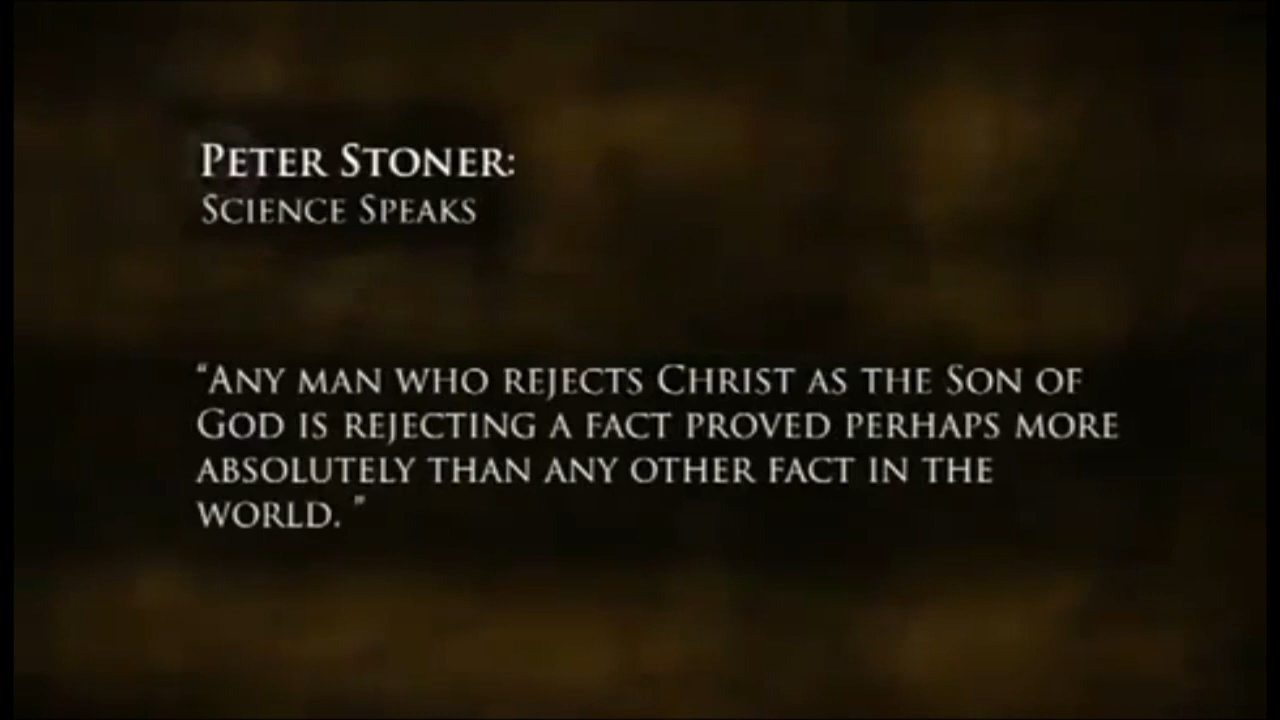 Peter Stoner:
Science Speaks
“Any man who rejects Christ as the Son of
God is rejecting a fact proved perhaps more
absolutely than any other fact in the
world. ”